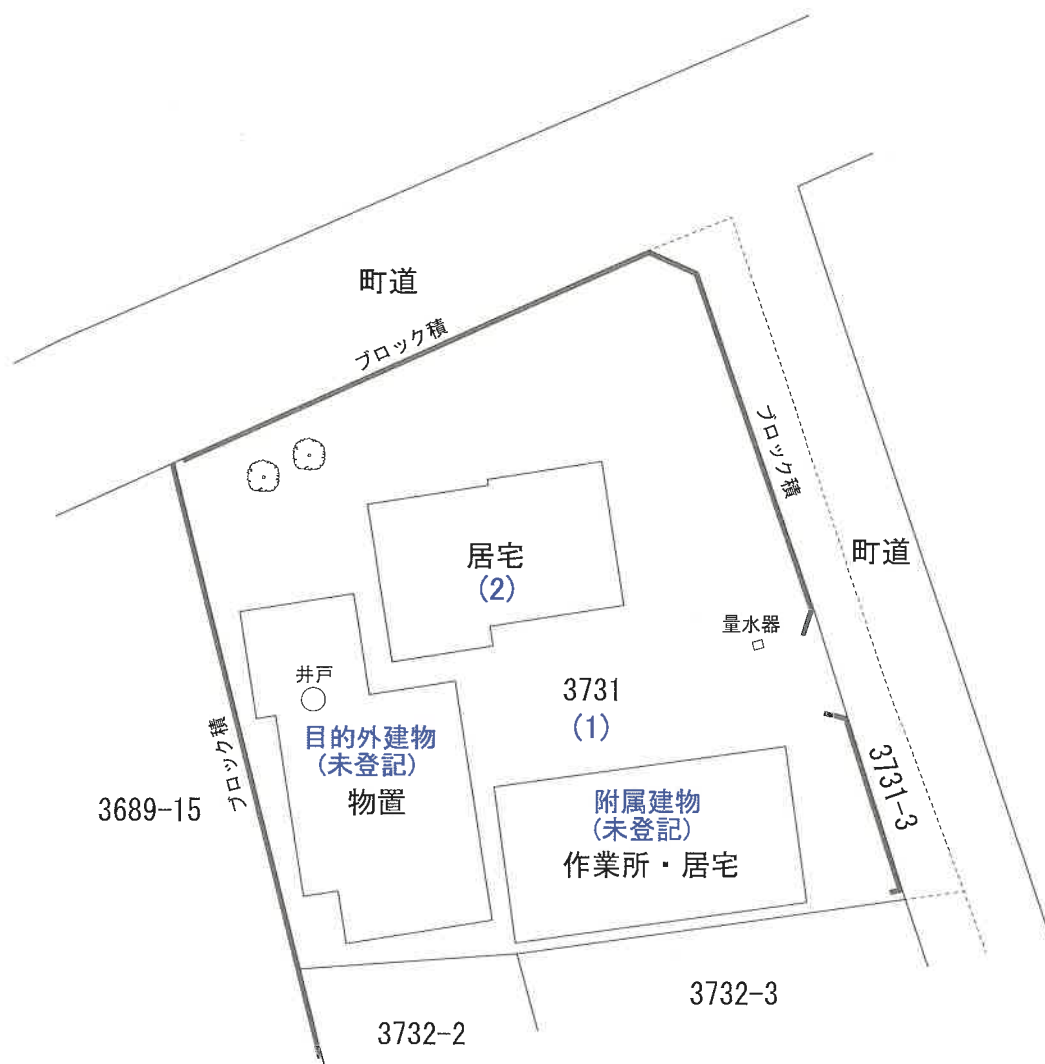 町道
ブロック積
ブロック積
町道
居宅
(2)
量水器
井戸
3731
(1)
目的外建物
(未登記)
物置
ブロック積
3689-15
附属建物
(未登記)
作業所・居宅
3731-3
3732-3
3732-2